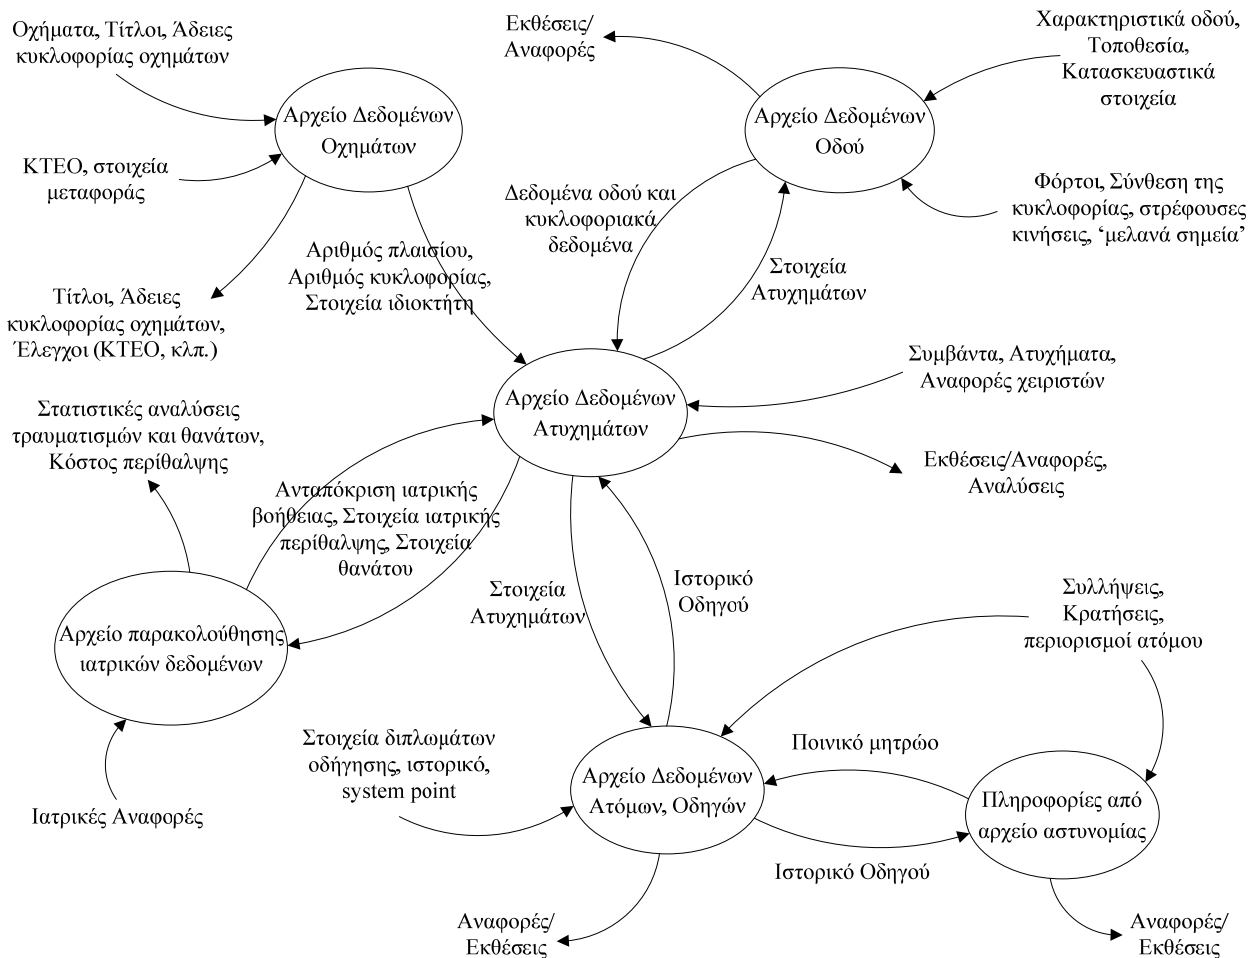 Οχήματα, Τίτλοι, Άδειες
κυκλοφορίας οχημάτων
Εκθέσεις/
Αναφορές
Χαρακτηριστικά οδού,
Τοποθεσία,
Κατασκευαστικά
στοιχεία
Αρχείο Δεδομένων
Οχημάτων
Αρχείο Δεδομένων
Οδού
ΚΤΕΟ, στοιχεία
μεταφοράς
Δεδομένα οδού και
κυκλοφοριακά
δεδομένα
Φόρτοι, Σύνθεση της
κυκλοφορίας, στρέφουσες
κινήσεις, ‘μελανά σημεία’
Αριθμός πλαισίου,
Αριθμός κυκλοφορίας,
Στοιχεία ιδιοκτήτη
Στοιχεία
Ατυχημάτων
Τίτλοι, Άδειες
κυκλοφορίας οχημάτων,
Έλεγχοι (ΚΤΕΟ, κλπ.)
Συμβάντα, Ατυχήματα,
Αναφορές χειριστών
Αρχείο Δεδομένων
Ατυχημάτων
Στατιστικές αναλύσεις
τραυματισμών και θανάτων,
Κόστος περίθαλψης
Εκθέσεις/Αναφορές,
Αναλύσεις
Ανταπόκριση ιατρικής
βοήθειας, Στοιχεία ιατρικής
περίθαλψης, Στοιχεία
θανάτου
Στοιχεία
Ατυχημάτων
Ιστορικό
Οδηγού
Συλλήψεις,
Κρατήσεις,
περιορισμοί ατόμου
Αρχείο παρακολούθησης
ιατρικών δεδομένων
Στοιχεία διπλωμάτων
οδήγησης, ιστορικό,
system point
Αρχείο Δεδομένων
Ατόμων, Οδηγών
Ποινικό μητρώο
Πληροφορίες από
αρχείο αστυνομίας
Ιατρικές Αναφορές
Ιστορικό Οδηγού
Αναφορές/
Εκθέσεις
Αναφορές/
Εκθέσεις